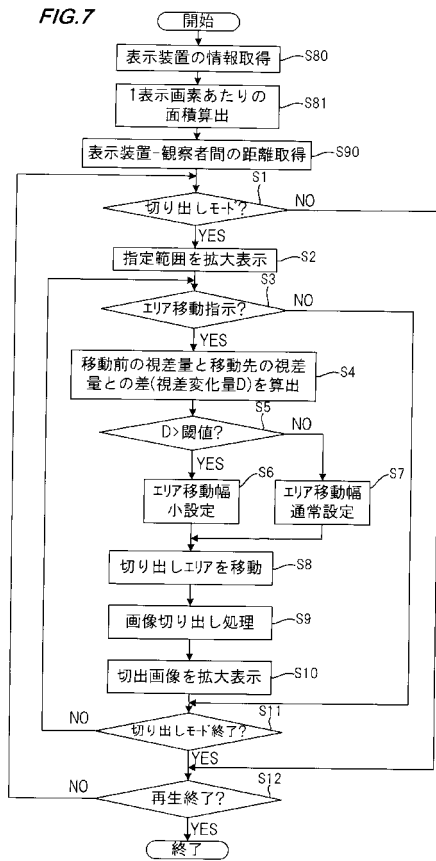 FIG.7
開始
表示装置の情報取得
S80
1表示画素あたりの
面積算出
S81
表示装置-観察者間の距離取得
S90
切り出しモード?
S1
NO
YES
指定範囲を拡大表示
S2
エリア移動指示?
S3
NO
YES
移動前の視差量と移動先の視差
量との差(視差変化量D)を算出
S4
D>閾値?
S5
NO
YES
エリア移動幅
小設定
S6
エリア移動幅
通常設定
S7
切り出しエリアを移動
S8
画像切り出し処理
S9
切出画像を拡大表示
S10
切り出しモード終了?
S11
NO
YES
再生終了?
S12
NO
YES
終了